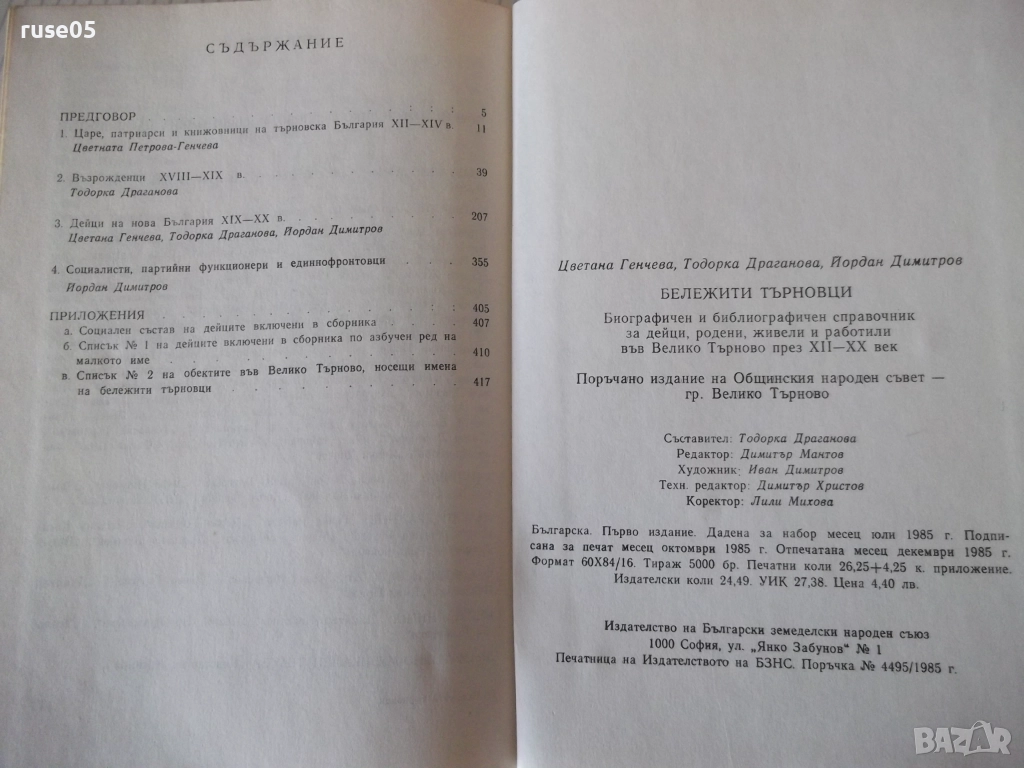 ruse05
СЪДЪРЖАНИЕ
ПРЕДГОВОР . . . . . . . . . . . . : : 5
1. Царе, патриарси и книжовници на търновска България XII—XIV в. 11
Цветната Петрова-Генчева
2. Възрожденци XVIII—XIX в. . . . . . . . . . 39
Тодорка Драганова
3. Дейци на нова България XIX—XX в. . . . . . . . 207
Цветана Генчева, Тодорка Драганова, Йордан Димитров
4. Социалисти, партийни функционери и единнофронтовци . . . 355
Йордан Димитров
ПРИЛОЖЕНИЯ . . . . . . . . . . . . 405
а. Социален състав на дейците включени в сборника . . . . 407
б. Списък № 1 на дейците включени в сборника по азбучен ред на
малкото име . . . . . . . . . . . . 410
в. Списък № 2 на обектите във Велико Търново, носещи имена
на бележити търновци . . . . . . . . . . 417
Цветана Генчева, Тодорка Драганова, Йордан Димитров
БЕЛЕЖИТИ ТЪРНОВЦИ
Биографичен и библиографичен справочник
за дейци, родени, живели и работили
във Велико Търново през XII—XX век
Поръчано издание на Общинския народен съвет —
гр. Велико Търново
Съставител: Тодорка Драганова
Редактор: Димитър Мантов
Художник: Иван Димитров
Техн. редактор: Димитър Христов
Коректор: Лили Михова
Българска. Първо издание. Дадена за набор месец юли 1985 г. Подпи-
сана за печат месец октомври 1985 г. Отпечатана месец декември 1985 г.
Формат 60X84/16. Тираж 5000 бр. Печатни коли 26,25+4,25 к. приложение.
Издателски коли 24,49. УИК 27,38. Цена 4,40 лв.
Издателство на Български земеделски народен съюз
1000 София, ул. „Янко Забунов" № 1
Печатница на Издателството на БЗНС. Поръчка № 4495/1985 г.
BAZAR